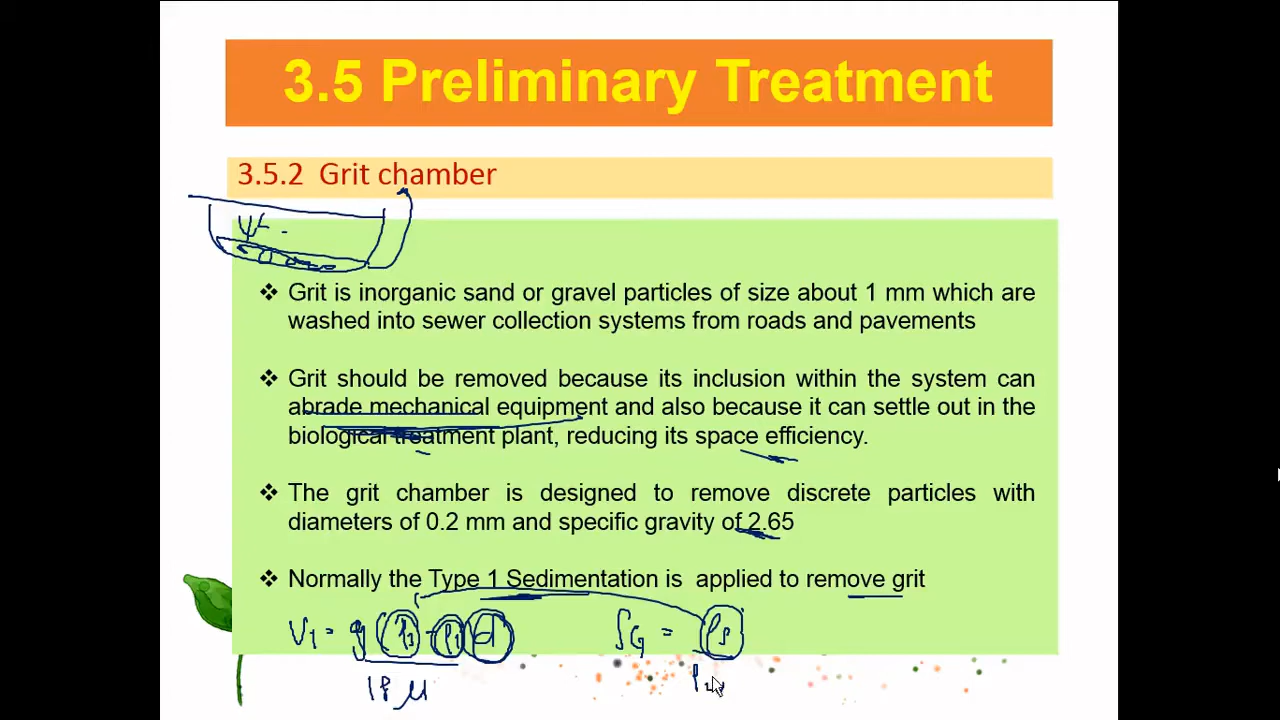 3.5 Preliminary Treatment
3.5.2 Grit chamber
❖ Grit is inorganic sand or gravel particles of size about 1 mm which are
washed into sewer collection systems from roads and pavements
❖ Grit should be removed because its inclusion within the system can
abrade mechanical equipment and also because it can settle out in the
biological treatment plant, reducing its space efficiency.
❖ The grit chamber is designed to remove discrete particles with
diameters of 0.2 mm and specific gravity of 2.65
❖ Normally the Type 1 Sedimentation is applied to remove grit
= g (ρs - d
SG = ρs
18 μ